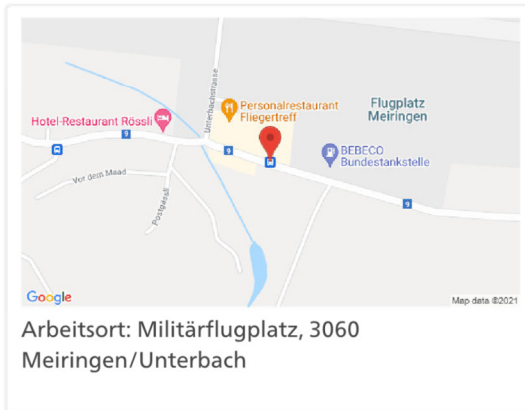 Unterbachstrasse
Personalrestaurant
Fliegertreff
Flugplatz
Meiringen
Hotel-Restaurant Rössli
9
9
BEBECO
Bundestankstelle
Vor dem Maad
Postgassli
9
Google
Map data ©2021
Arbeitsort: Militärflugplatz, 3060
Meiringen/Unterbach